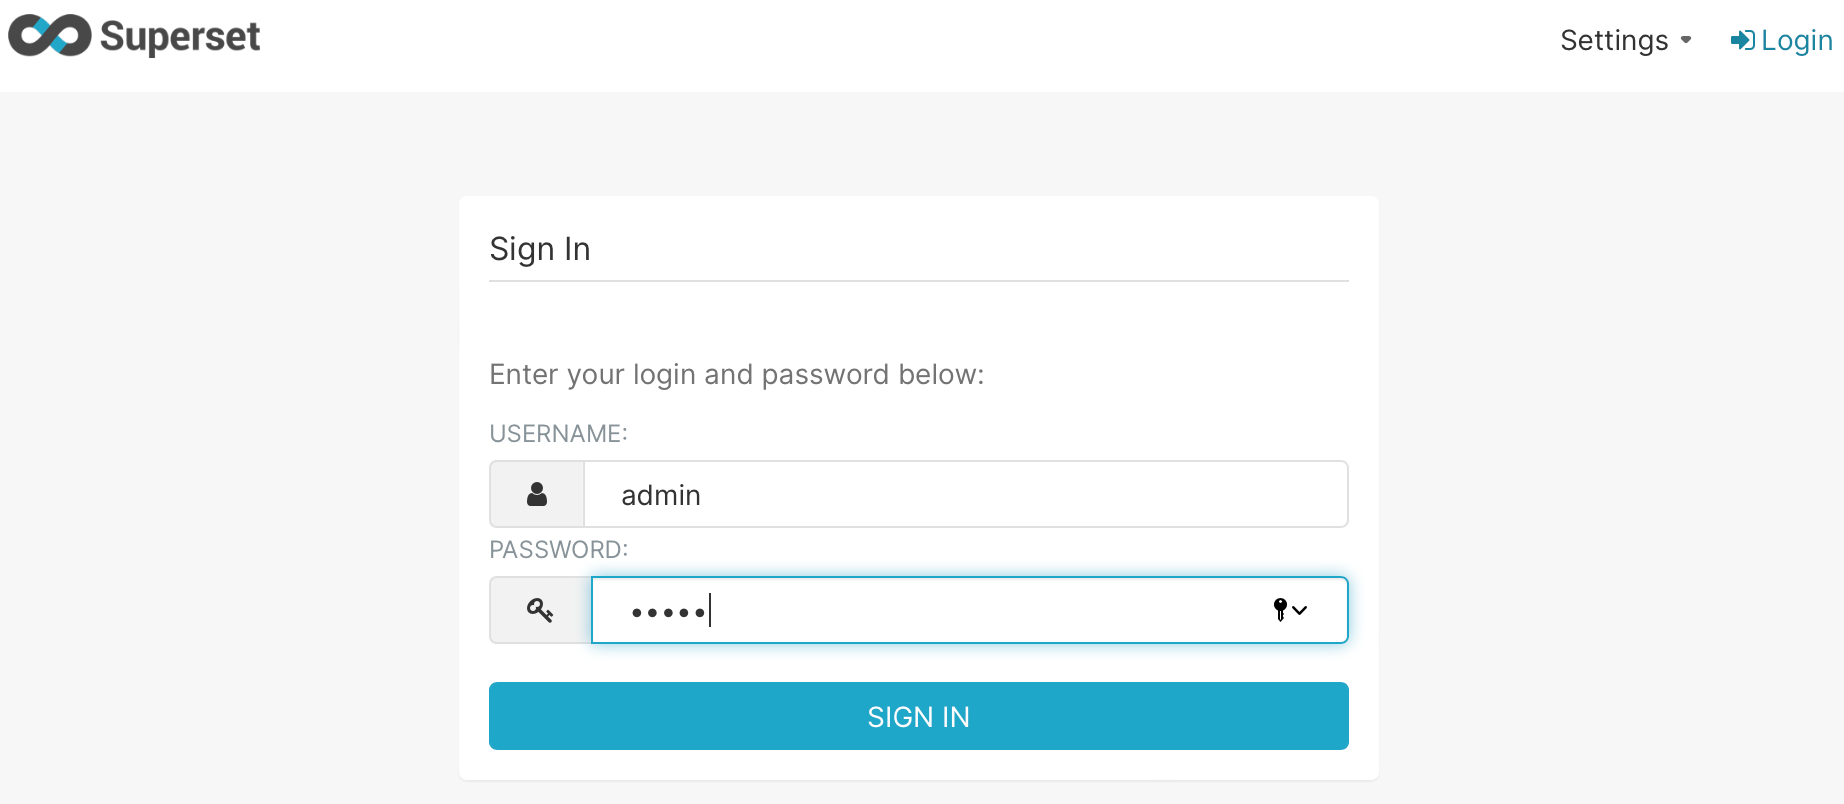 Superset
Settings
Login
Sign In
Enter your login and password below:
USERNAME:
admin
PASSWORD:
•••••
SIGN IN